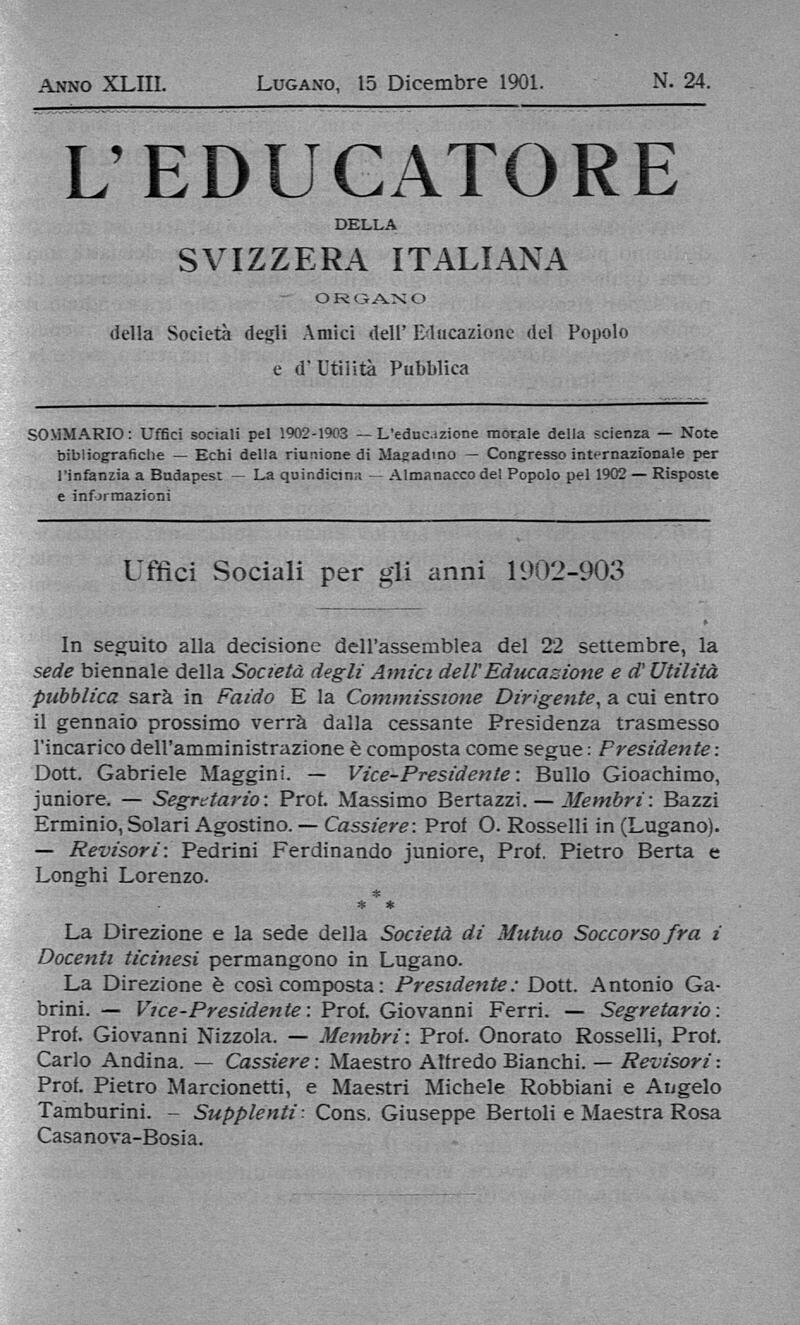 ANNO XLIII. LUGANO, 15 Dicembre 1901. N. 24.
L'EDUCATORE
DELLA
SVIZZERA ITALIANA
ORGANO
della Società degli Amici dell' Educazione del Popolo
e d' Utilità Pubblica
SOMMARIO: Uffici sociali pel 1902-1903 — L'educazione morale della scienza — Note
bibliografiche — Echi della riunione di Magadino — Congresso internazionale per
l'infanzia a Budapest — La quindicina — Almanacco del Popolo pel 1902 — Risposte
e informazioni
Uffici Sociali per gli anni 1902-903
In seguito alla decisione dell'assemblea del 22 settembre, la
sede biennale della Società degli Amici dell' Educazione e d' Utilità
pubblica sarà in Faido E la Commissione Dirigente, a cui entro
il gennaio prossimo verrà dalla cessante Presidenza trasmesso
l'incarico dell'amministrazione è composta come segue: Presidente:
Dott. Gabriele Maggini. — Vice-Presidente: Bullo Gioachimo,
juniore. — Segretario: Prof. Massimo Bertazzi. — Membri: Bazzi
Erminio, Solari Agostino. — Cassiere: Prof O. Rosselli in (Lugano).
— Revisori: Pedrini Ferdinando juniore, Prof. Pietro Berta e
Longhi Lorenzo.
*
* *
La Direzione e la sede della Società di Mutuo Soccorso fra i
Docenti ticinesi permangono in Lugano.
La Direzione è così composta: Presidente: Dott. Antonio Ga-
brini. — Vice-Presidente: Prof. Giovanni Ferri. — Segretario:
Prof. Giovanni Nizzola. — Membri: Prof. Onorato Rosselli, Prof.
Carlo Andina. — Cassiere: Maestro Alfredo Bianchi. — Revisori:
Prof. Pietro Marcionetti, e Maestri Michele Robbiani e Angelo
Tamburini. – Supplenti: Cons. Giuseppe Bertoli e Maestra Rosa
Casanova-Bosia.